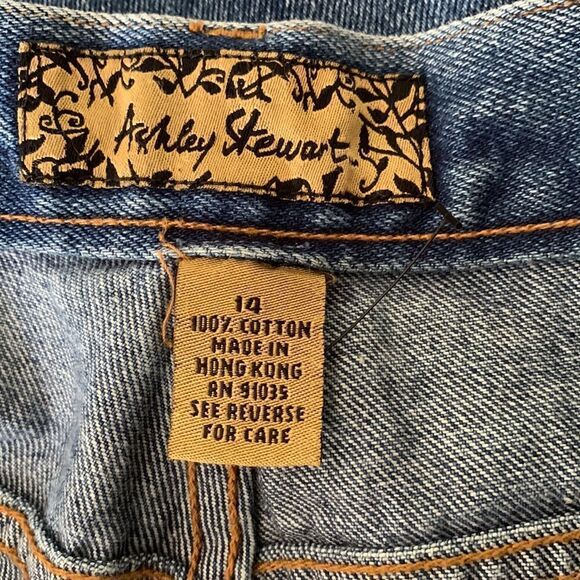 Ashley Stewart
14
100% COTTON
MADE IN
HONG KONG
RN 91035
SEE REVERSE
FOR CARE